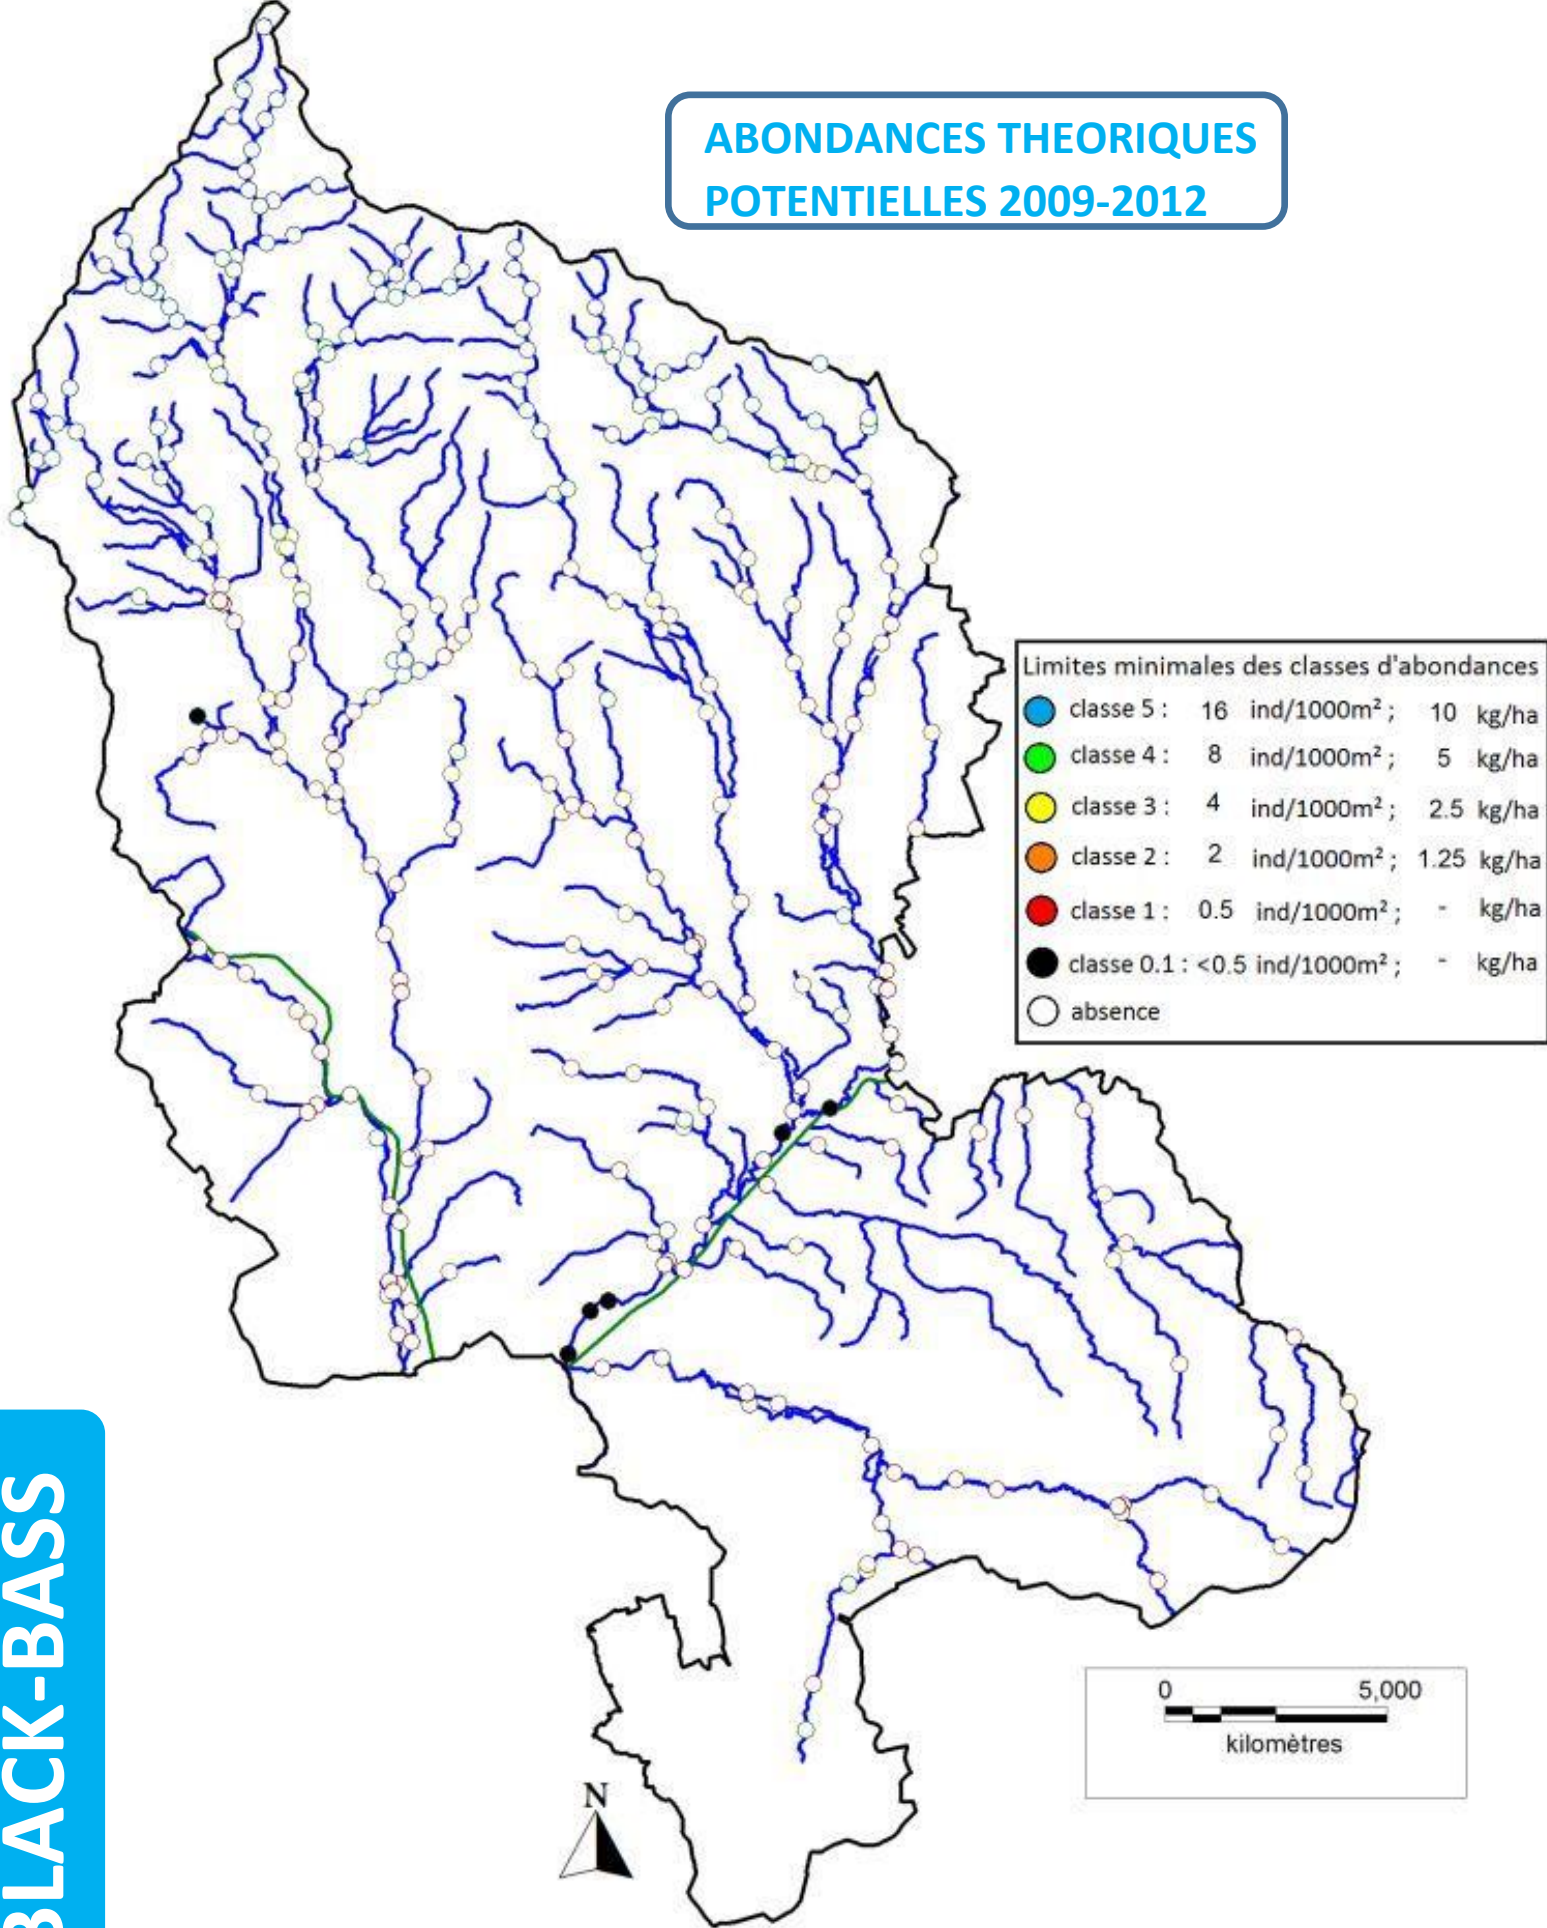 ABONDANCES THEORIQUES
POTENTIELLES 2009-2012
Limites minimales des classes d'abondances
classe 5 : 16 ind/1000m² ; 10 kg/ha
classe 4 : 8 ind/1000m² ; 5 kg/ha
classe 3 : 4 ind/1000m² ; 2.5 kg/ha
classe 2 : 2 ind/1000m² ; 1.25 kg/ha
classe 1 : 0.5 ind/1000m² ; - kg/ha
classe 0.1 : <0.5 ind/1000m² ; - kg/ha
absence
BLACK-BASS
0 5,000
kilomètres
N